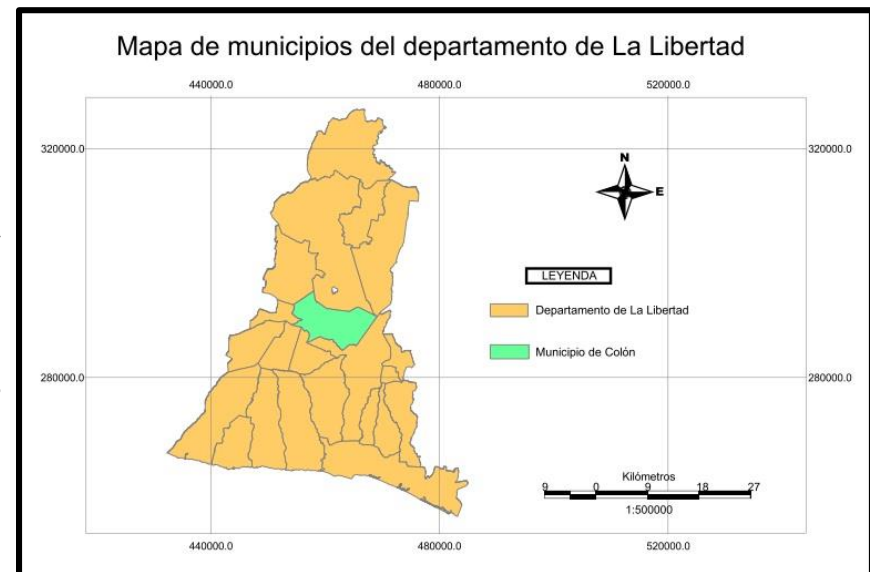 Mapa de municipios del departamento de La Libertad
440000.0 480000.0 520000.0
320000.0 320000.0
N
E
LEYENDA
Departamento de La Libertad
Municipio de Colón
280000.0 280000.0
Kilómetros
9 0 9 18 27
1:500000
440000.0 480000.0 520000.0